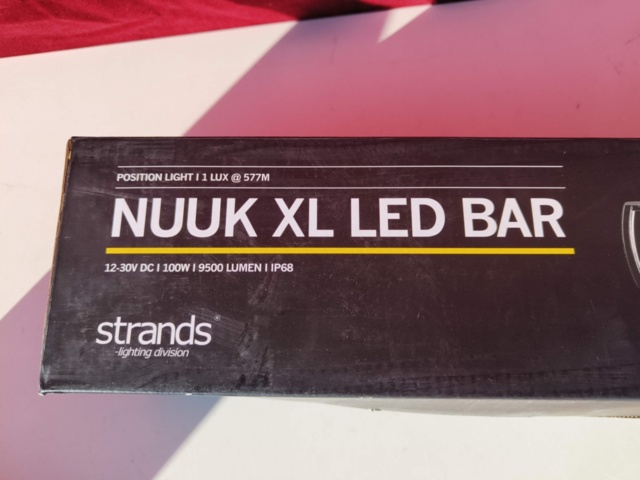 POSITION LIGHT I 1 LUX @ 577M
NUUK XL LED BAR
12-30V DC I 100W I 9500 LUMEN I IP68
strands
-lighting division